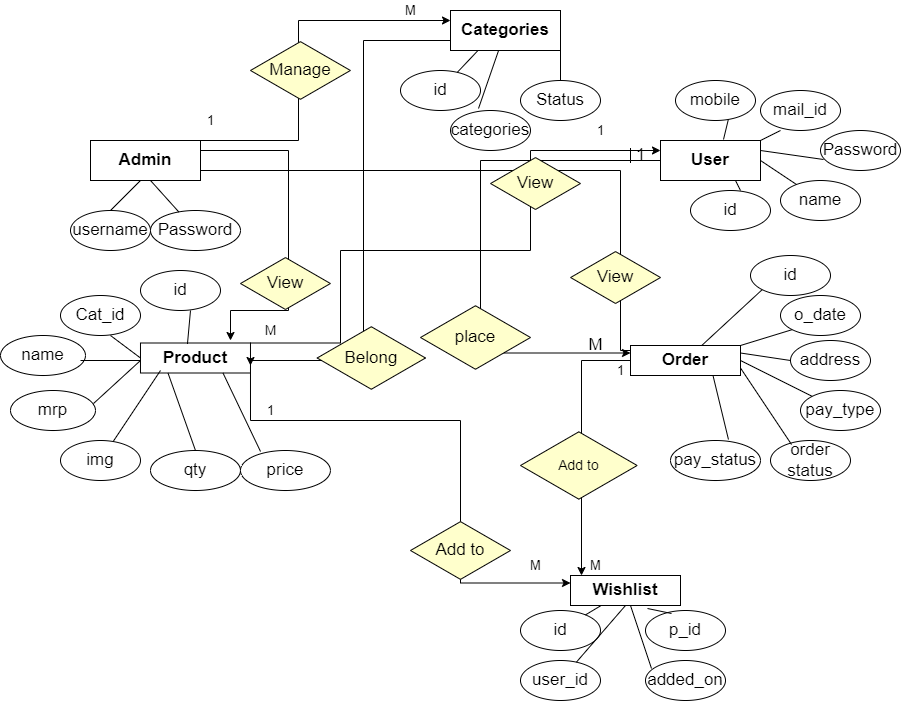 M
Categories
Manage
id
Status
mobile
mail_id
1
categories
1
Admin
1
User
Password
View
username
Password
id
name
View
View
id
id
Cat_id
o_date
M
place
M
name
Product
Belong
Order
address
1
mrp
1
pay_type
img
qty
price
Add to
pay_status
order
status
Add to
M
M
Wishlist
id
p_id
user_id
added_on